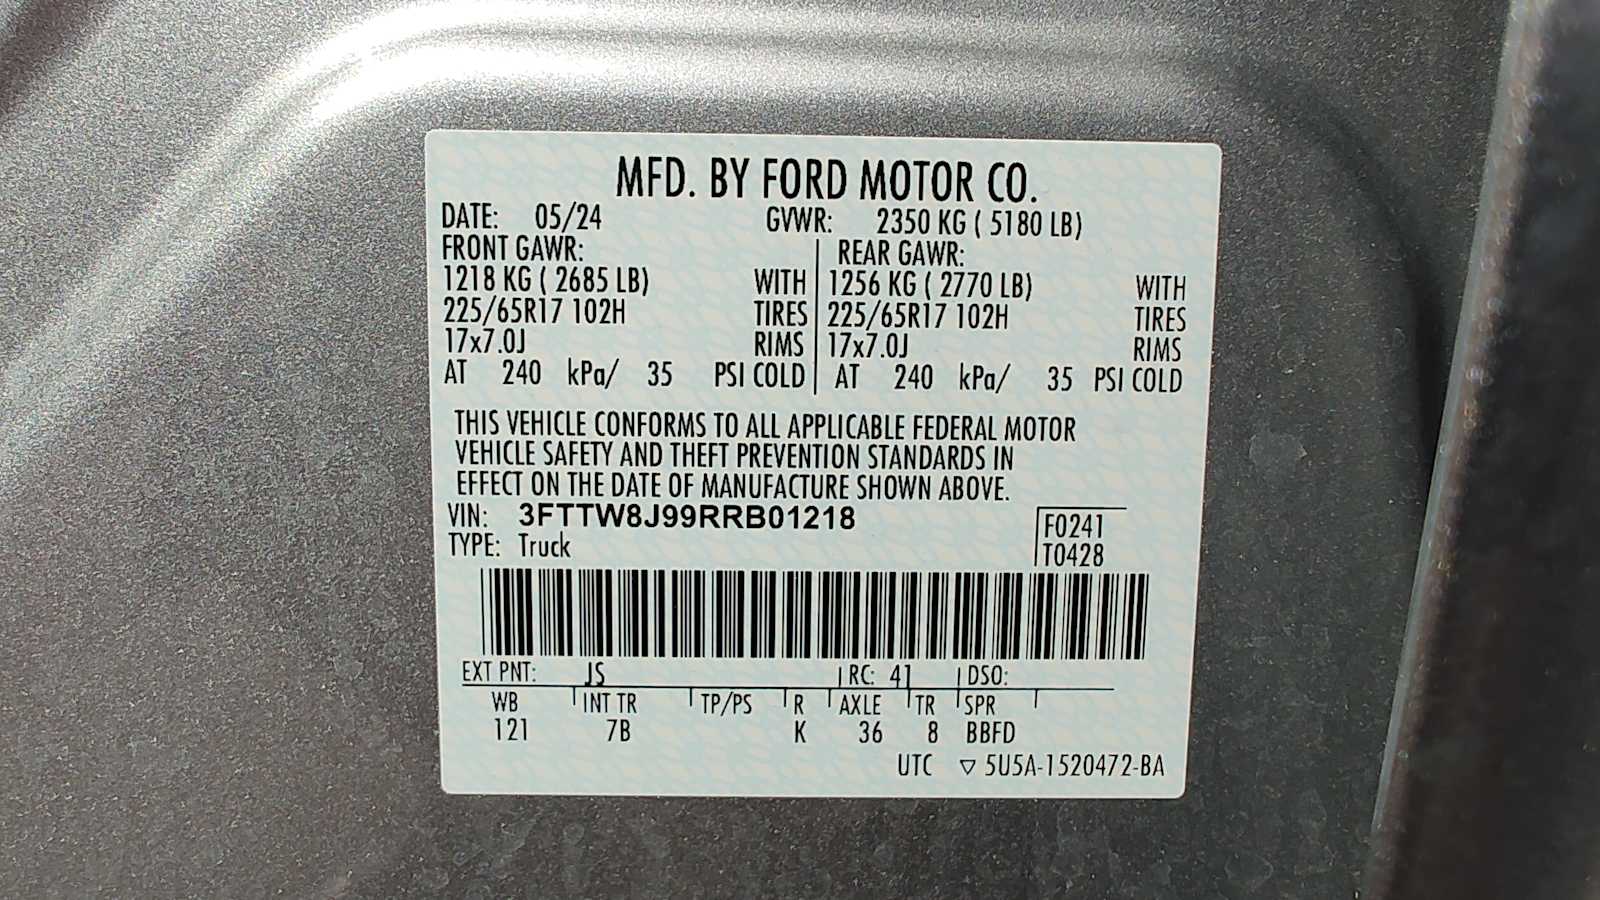 MFD. BY FORD MOTOR CO.
DATE: 05/24 GVWR: 2350 KG ( 5180 LB)
FRONT GAWR: REAR GAWR:
1218 KG ( 2685 LB) WITH 1256 KG ( 2770 LB) WITH
225/65R17 102H TIRES 225/65R17 102H TIRES
17x7.0J RIMS 17x7.0J RIMS
AT 240 kPa/ 35 PSI COLD AT 240 kPa/ 35 PSI COLD
THIS VEHICLE CONFORMS TO ALL APPLICABLE FEDERAL MOTOR
VEHICLE SAFETY AND THEFT PREVENTION STANDARDS IN
EFFECT ON THE DATE OF MANUFACTURE SHOWN ABOVE.
VIN: 3FTTW8J99RRB01218 F0241
TYPE: Truck T0428
EXT PNT: JS RC: 41 DSO:
WB INT TR TP/PS R AXLE TR SPR
121 7B K 36 8 BBFD
UTC ▽ 5U5A-1520472-BA